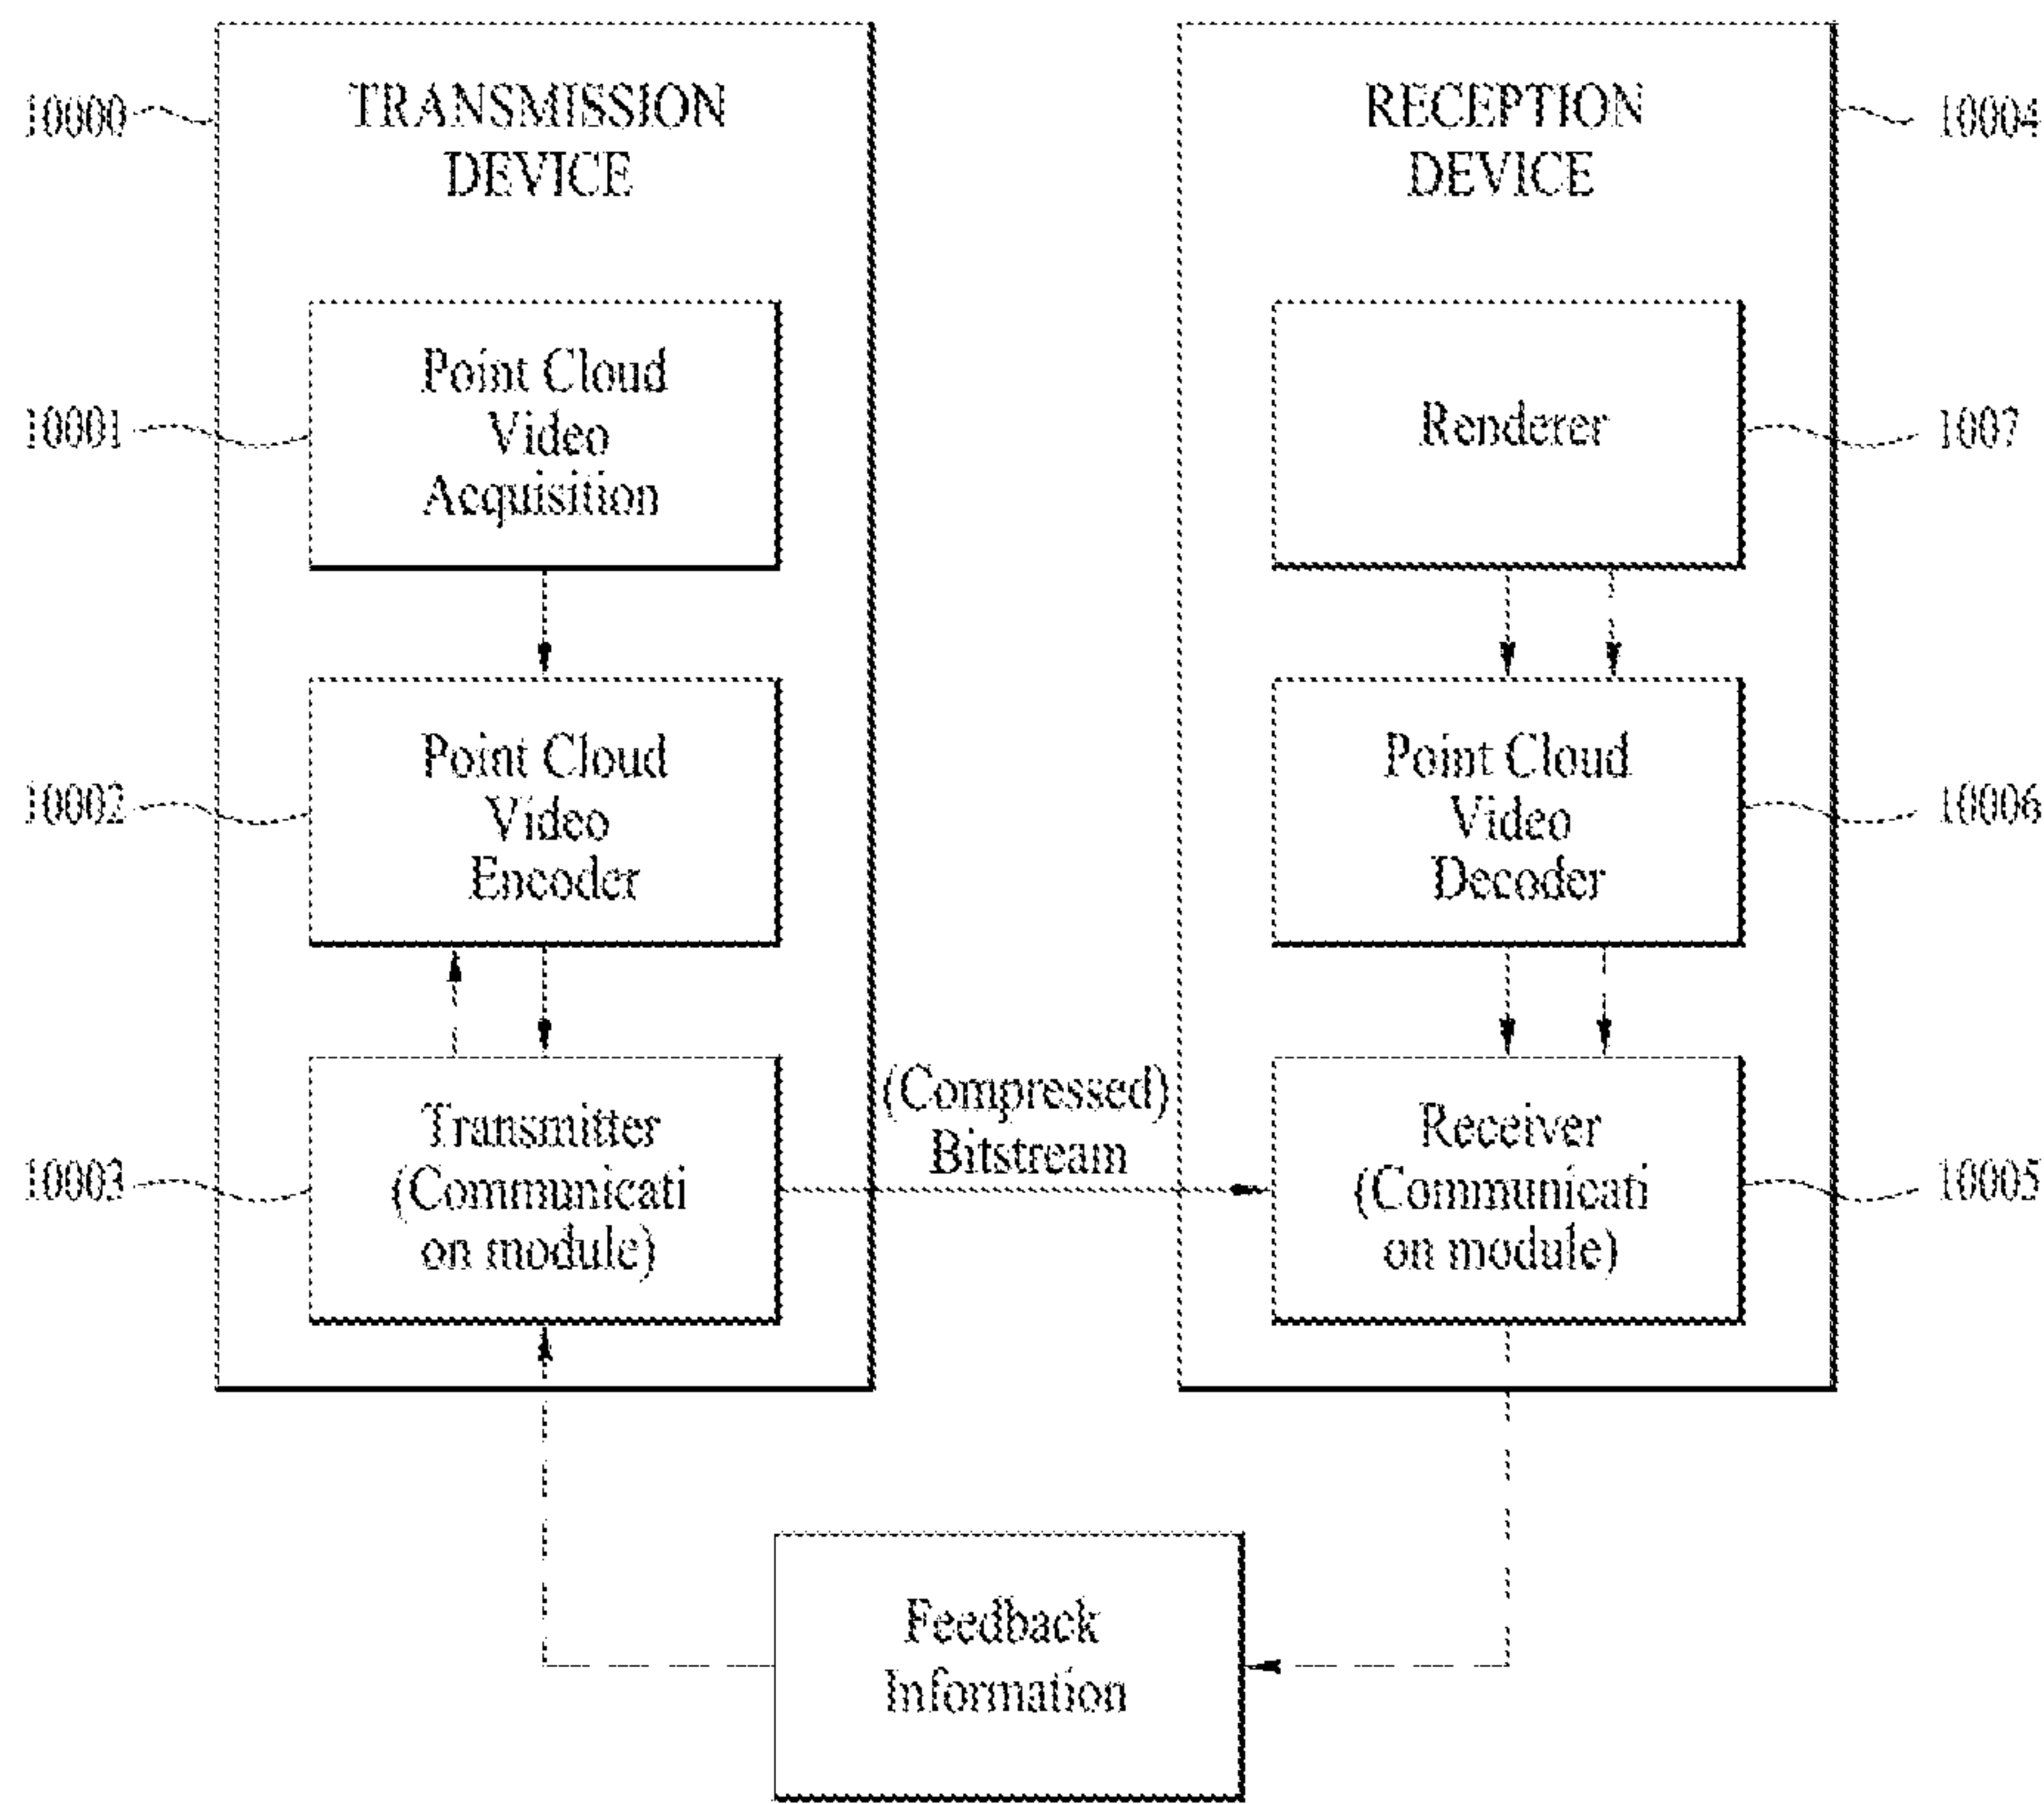 10000
TRANSMISSION
DEVICE
10001
Point Cloud
Video
Acquisition
10002
Point Cloud
Video
Encoder
10003
Transmitter
(Communicati
on module)
(Compressed)
Bitstream
RECEPTION
DEVICE
10004
Renderer
1007
Point Cloud
Video
Decoder
10006
Receiver
(Communicati
on module)
10005
Feedback
Information